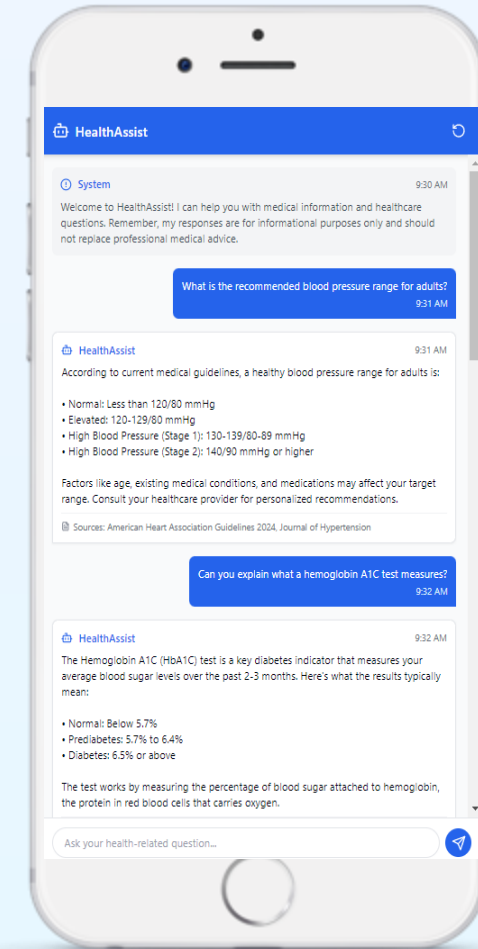 HealthAssist
System 9:30 AM
Welcome to HealthAssist! I can help you with medical information and healthcare
questions. Remember, my responses are for informational purposes only and should
not replace professional medical advice.
What is the recommended blood pressure range for adults?
9:31 AM
HealthAssist 9:31 AM
According to current medical guidelines, a healthy blood pressure range for adults is:
• Normal: Less than 120/80 mmHg
• Elevated: 120-129/80 mmHg
• High Blood Pressure (Stage 1): 130-139/80-89 mmHg
• High Blood Pressure (Stage 2): 140/90 mmHg or higher
Factors like age, existing medical conditions, and medications may affect your target
range. Consult your healthcare provider for personalized recommendations.
Sources: American Heart Association Guidelines 2024, Journal of Hypertension
Can you explain what a hemoglobin A1C test measures?
9:32 AM
HealthAssist 9:32 AM
The Hemoglobin A1C (HbA1C) test is a key diabetes indicator that measures your
average blood sugar levels over the past 2-3 months. Here's what the results typically
mean:
• Normal: Below 5.7%
• Prediabetes: 5.7% to 6.4%
• Diabetes: 6.5% or above
The test works by measuring the percentage of blood sugar attached to hemoglobin,
the protein in red blood cells that carries oxygen.
Ask your health-related question...